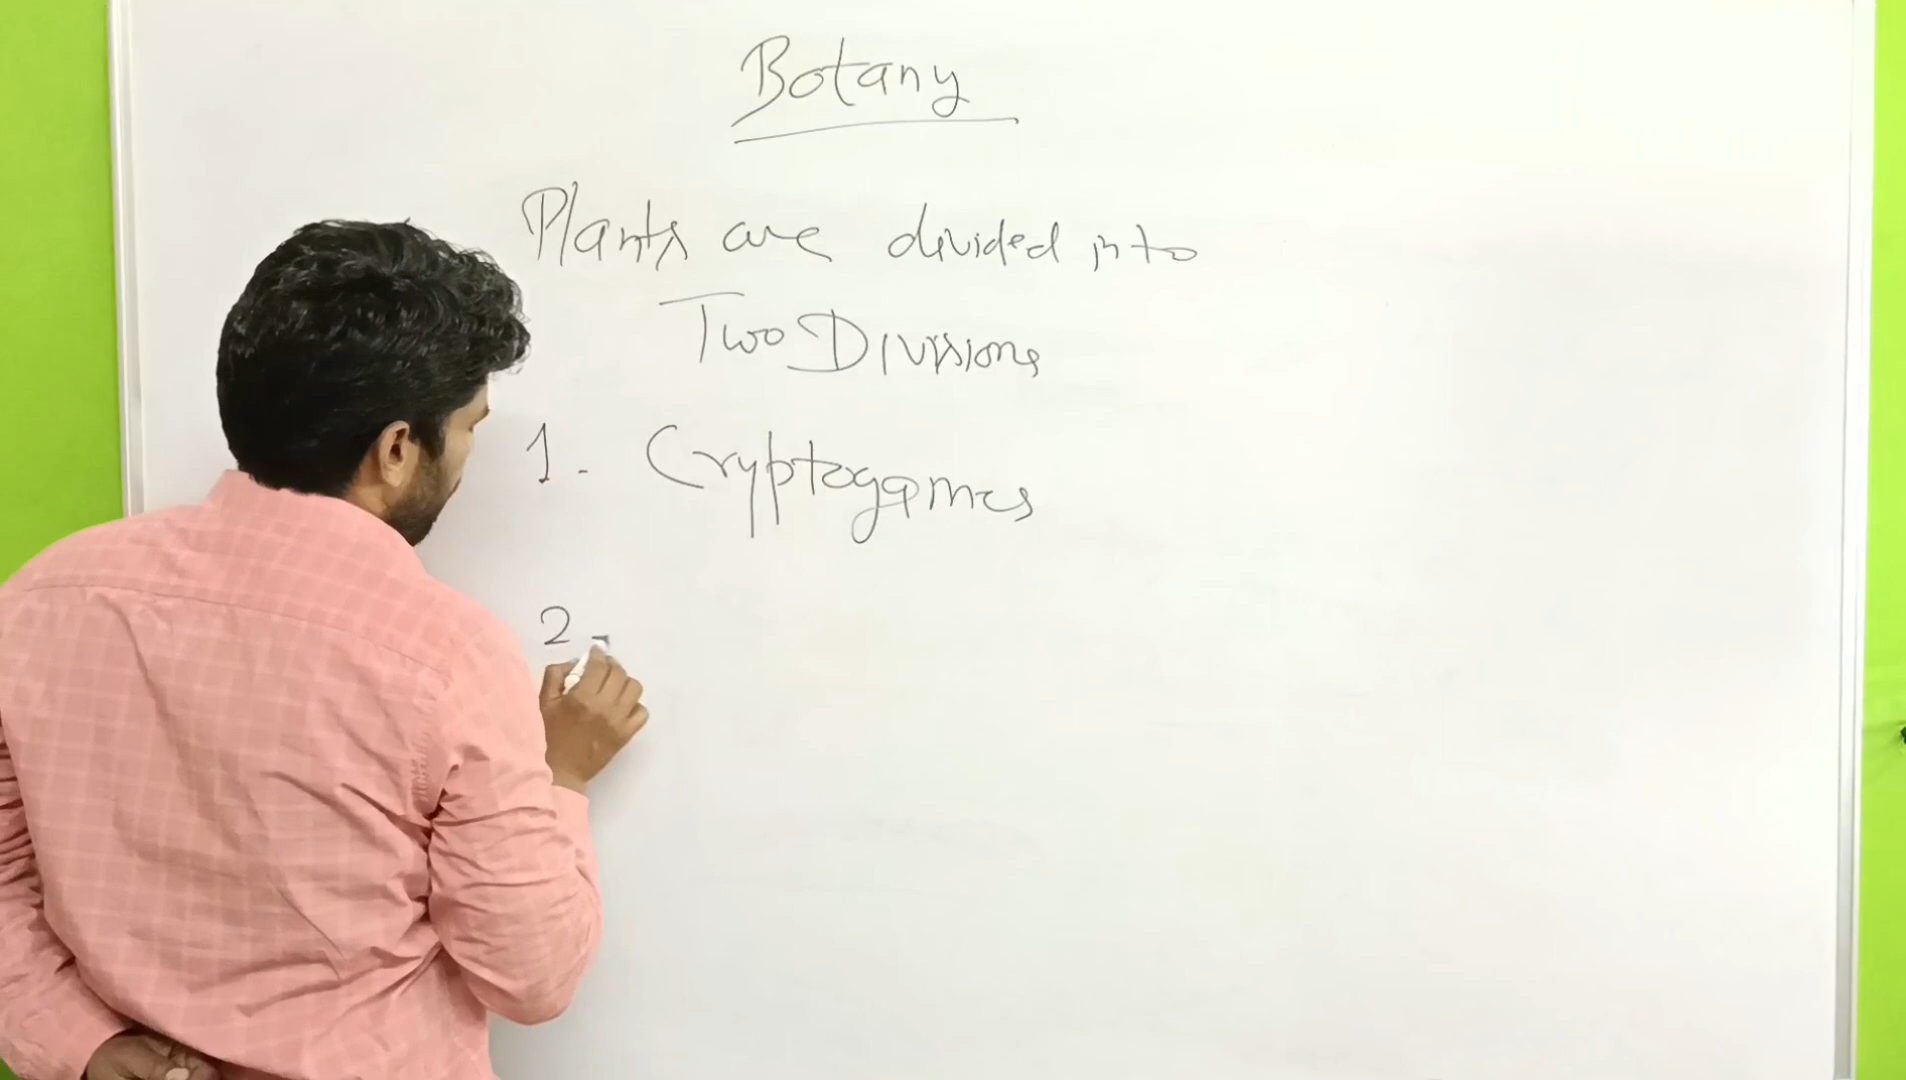 Botany
Plants are divided into
Two Divisions
1. Cryptogames
2 -